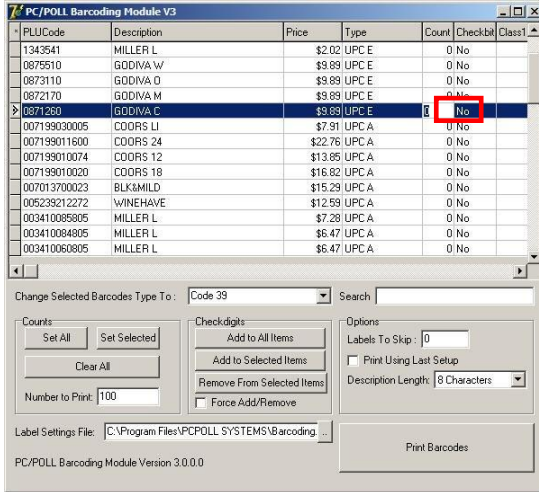 PC/POLL Barcoding Module V3
PLUCode Description Price Type Count Checkbit Class1
1343541 MILLER L $2.02 UPC E 0 No
0875510 GODIVA W $9.89 UPC E 0 No
0873110 GODIVA O $9.89 UPC E 0 No
0872170 GODIVA M $9.89 UPC E 0 No
0871260 GODIVA C $9.89 UPC E 0 No
007199030005 COORS LI $7.91 UPC A 0 No
007199011600 COORS 24 $22.76 UPC A 0 No
007199010074 COORS 12 $13.85 UPC A 0 No
007199010020 COORS 18 $16.82 UPC A 0 No
007013700023 BLK&MILD $15.29 UPC A 0 No
005239212272 WINEHAVE $12.59 UPC A 0 No
003410085805 MILLER L $7.28 UPC A 0 No
003410084805 MILLER L $6.47 UPC A 0 No
003410060805 MILLER L $6.47 UPC A 0 No
Change Selected Barcodes Type To : Code 39 Search
Counts Checkdigits Options
Set All Set Selected Add to All Items Labels To Skip : 0
Clear All Add to Selected Items Print Using Last Setup
Remove From Selected Items Description Length: 8 Characters
Number to Print: 100 Force Add/Remove
Label Settings File: C:\Program Files\PCPOLL SYSTEMS\Barcoding. .. Print Barcodes
PC/POLL Barcoding Module Version 3.0.0.0